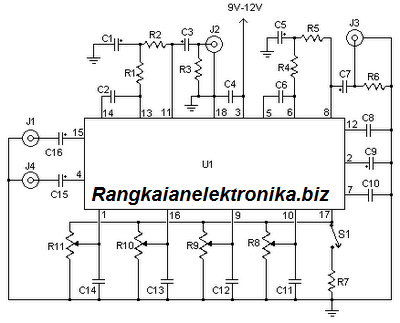 9V-12V
C1 R2 C3 J2 C5 R5 J3
R1 R3 C4 R4 C7 R6
C2 C6
14 13 11 18 3 5 6 8
J1 15 12 C8
C16
U1 2 C9
J4 4
C15 Rangkaianelektronika.biz 7 C10
1 16 9 10 17
S1
R11 R10 R9 R8
R7
C14 C13 C12 C11